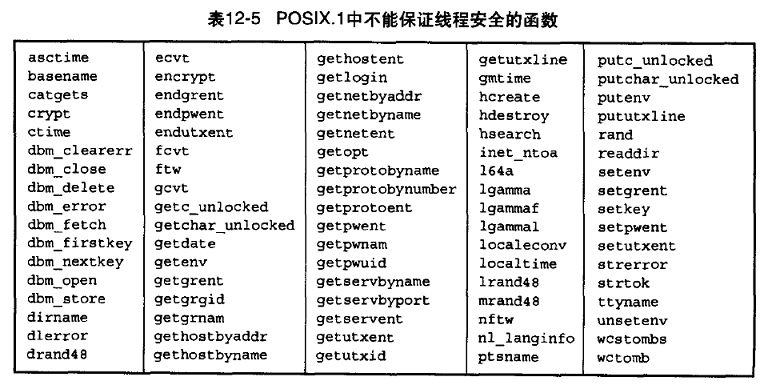 表12-5 POSIX.1中不能保证线程安全的函数
asctime ecvt gethostent getutxline putc_unlocked
basename encrypt getlogin gmtime putchar_unlocked
catgets endgrent getnetbyaddr hcreate putenv
crypt endpwent getnetbyname hdestroy pututxline
ctime endutxent getnetent hsearch rand
dbm_clearerr fcvt getopt inet_ntoa readdir
dbm_close ftw getprotobyname l64a setenv
dbm_delete gcvt getprotobynumber lgamma setgrent
dbm_error getc_unlocked getprotoent lgammaf setkey
dbm_fetch getchar_unlocked getpwent lgammal setpwent
dbm_firstkey getdate getpwnam localeconv setutxent
dbm_nextkey getenv getpwuid localtime strerror
dbm_open getgrent getservbyname lrand48 strtok
dbm_store getgrgid getservbyport mrand48 ttyname
dirname getgrnam getservent nftw unsetenv
dlerror gethostbyaddr getutxent nl_langinfo wcstombs
drand48 gethostbyname getutxid ptsname wctomb